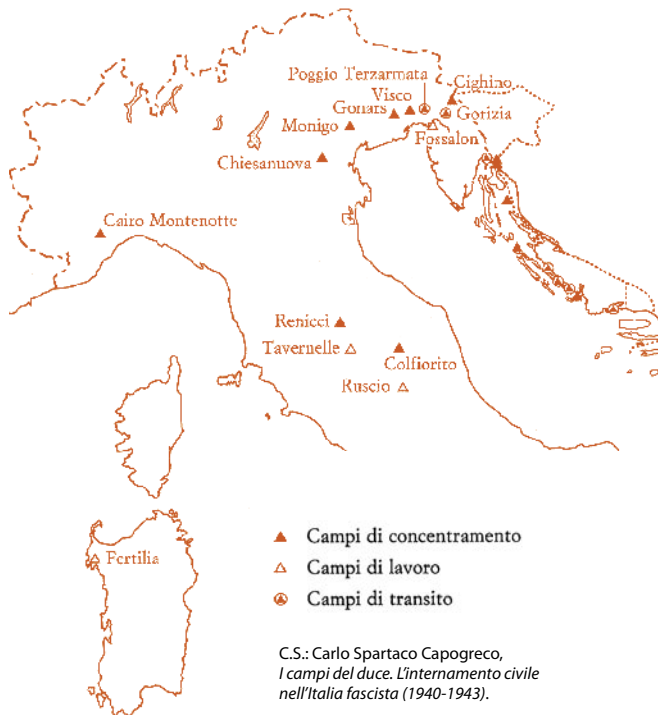 Poggio Terzarmata
Cighino
Visco
Gonars
Gorizia
Monigo
Fossalon
Chiesanuova
Cairo Montenotte
Renicci
Tavernelle
Colfiorito
Ruscio
Fertilia
Campi di concentramento
Campi di lavoro
Campi di transito
C.S.: Carlo Spartaco Capogreco,
I campi del duce. L'internamento civile
nell'Italia fascista (1940-1943).